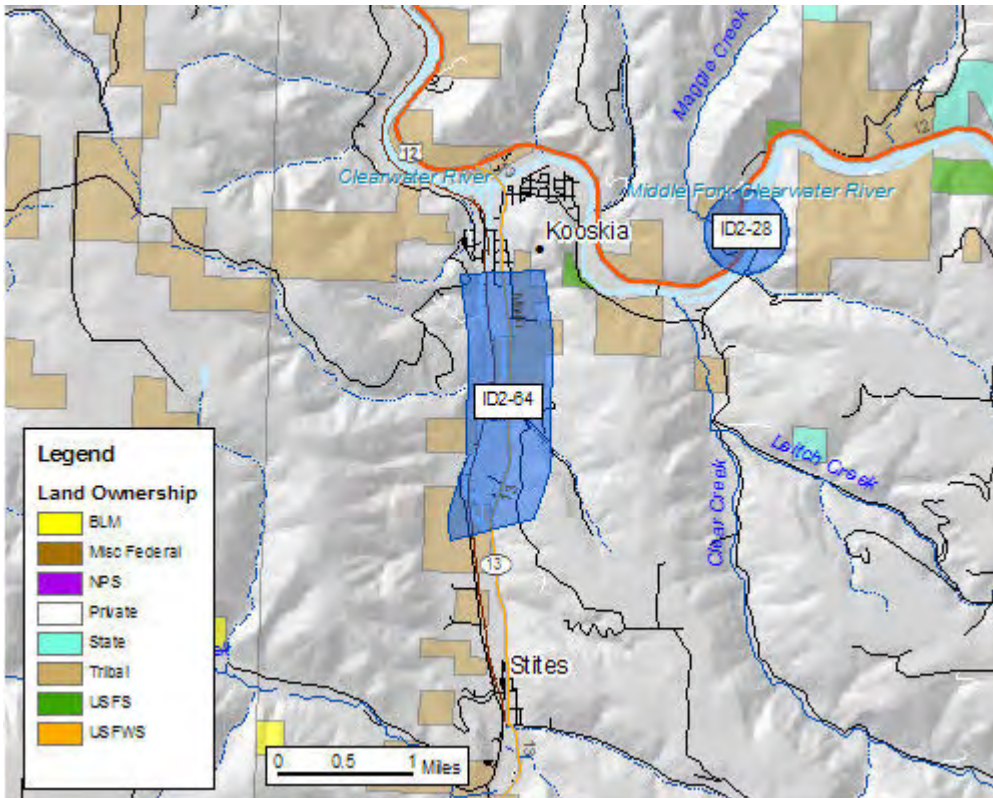 Maggie Creek
12
12
Clearwater River
Middle Fork Clearwater River
ID2-28
Kooskia
ID2-64
Leitch Creek
Clear Creek
13
13
Stites
13
Legend
Land Ownership
BLM
Misc Federal
NPS
Private
State
Tribal
USFS
USFWS
0 0.5 1 Miles